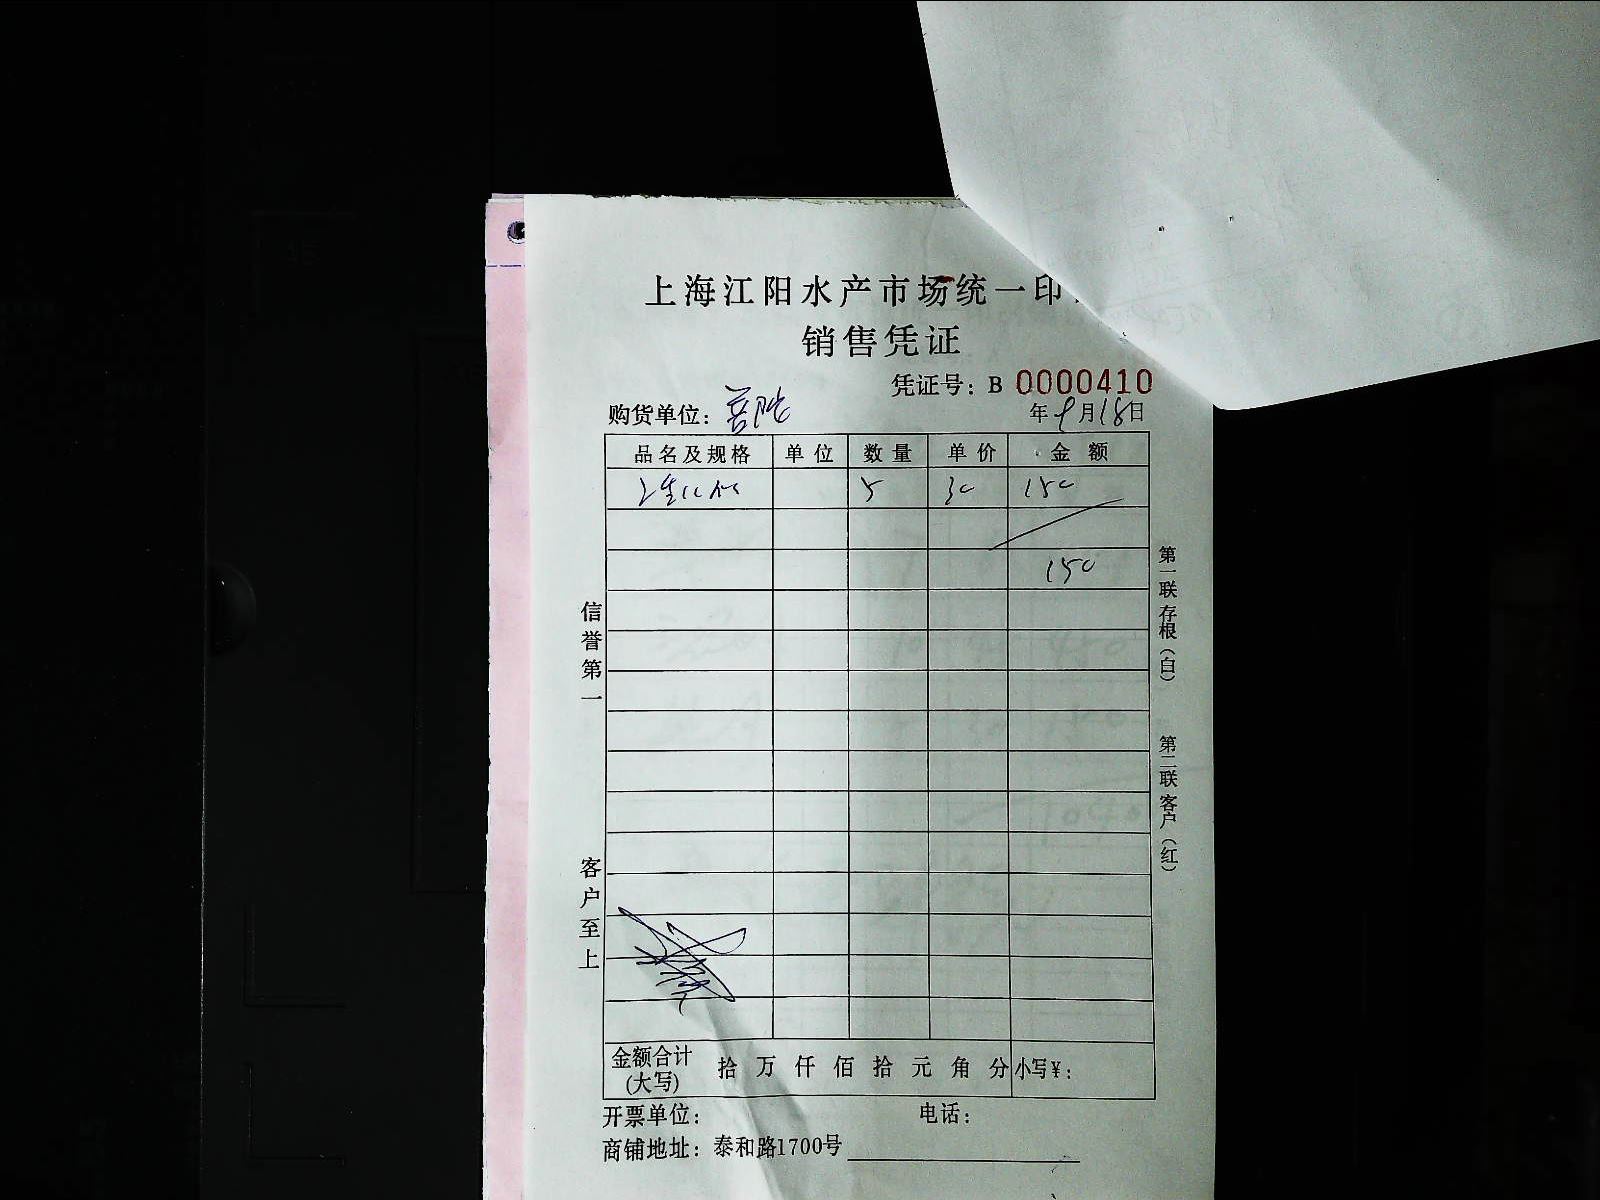 上海江阳水产市场统一印
销售凭证
凭证号：B 0000410
购货单位：普陀 年9月18日
品名及规格 单位 数量 单价 金额
5 30 150
150
信誉第一
客户至上
第一联存根（白）
第二联客户（红）
金额合计（大写） 拾 万 仟 佰 拾 元 角 分 小写¥：
开票单位： 电话：
商铺地址：泰和路1700号